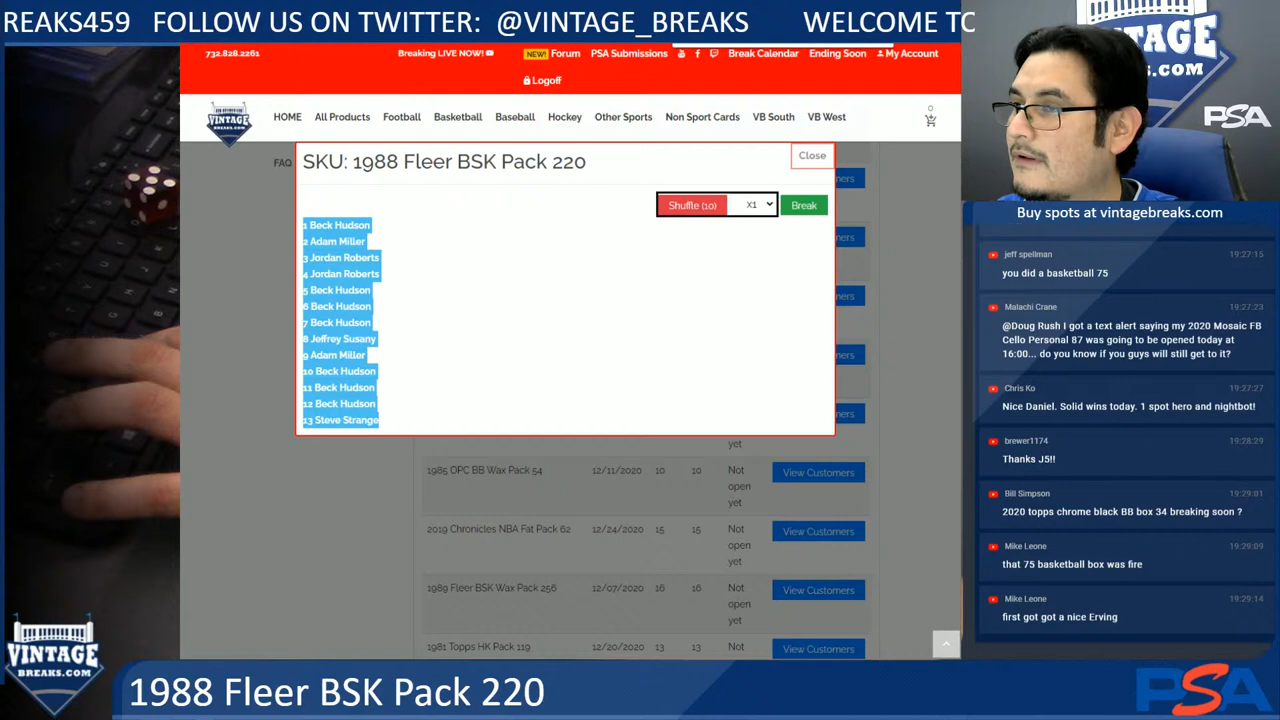 REAKS459 FOLLOW US ON TWITTER: @VINTAGE_BREAKS WELCOME TO
732.828.2261
Breaking LIVE NOW!
NEW! Forum
PSA Submissions
Break Calendar
Ending Soon
My Account
Logoff
VINTAGE
BREAKS.COM
HOME
All Products
Football
Basketball
Baseball
Hockey
Other Sports
Non Sport Cards
VB South
VB West
0
FAQ
SKU: 1988 Fleer BSK Pack 220
Close
Shuffle (10)
X1
Break
1 Beck Hudson
2 Adam Miller
3 Jordan Roberts
4 Jordan Roberts
5 Beck Hudson
6 Beck Hudson
7 Beck Hudson
8 Jeffrey Susany
9 Adam Miller
10 Beck Hudson
11 Beck Hudson
12 Beck Hudson
13 Steve Strange
yet
1985 OPC BB Wax Pack 54 12/11/2020 10 10 Not open yet View Customers
2019 Chronicles NBA Fat Pack 62 12/24/2020 15 15 Not open yet View Customers
1989 Fleer BSK Wax Pack 256 12/07/2020 16 16 Not open yet View Customers
1981 Topps HK Pack 119 12/20/2020 13 13 Not View Customers
PSA
Buy spots at vintagebreaks.com
jeff spellman 19:27:15
you did a basketball 75
Malachi Crane 19:27:23
@Doug Rush I got a text alert saying my 2020 Mosaic FB
Cello Personal 87 was going to be opened today at
16:00... do you know if you guys will still get to it?
Chris Ko 19:27:27
Nice Daniel. Solid wins today. 1 spot hero and nightbot!
brewer1174 19:28:29
Thanks J5!!
Bill Simpson 19:29:01
2020 topps chrome black BB box 34 breaking soon ?
Mike Leone 19:29:09
that 75 basketball box was fire
Mike Leone 19:29:14
first got got a nice Erving
VINTAGE
BREAKS.COM
1988 Fleer BSK Pack 220
PSA